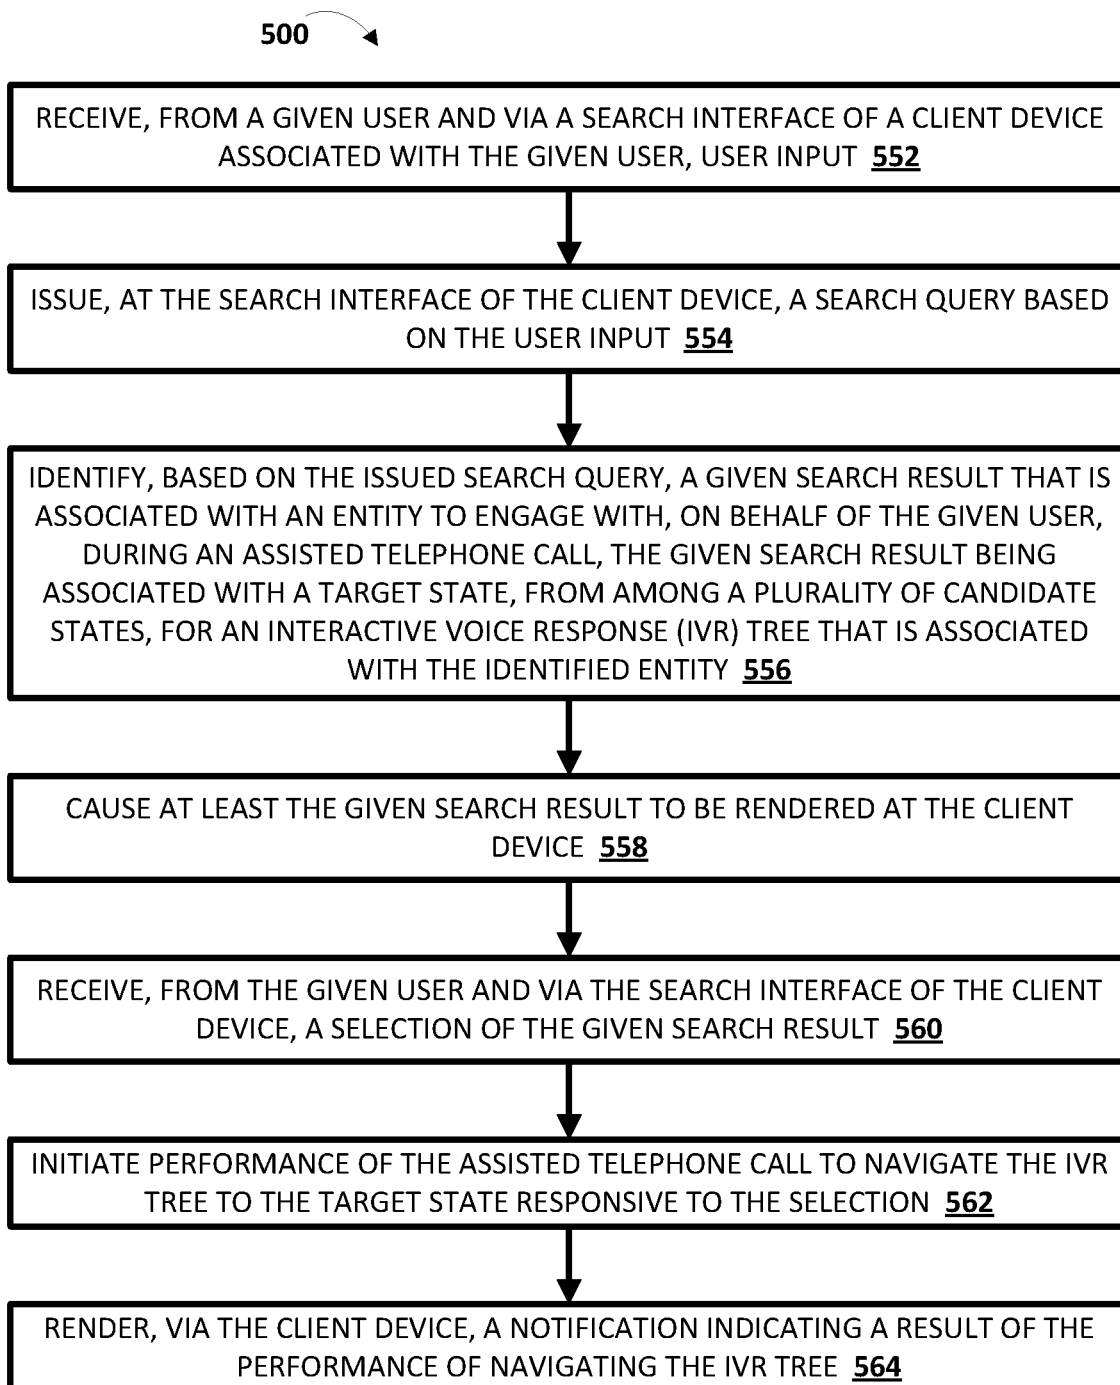 500
RECEIVE, FROM A GIVEN USER AND VIA A SEARCH INTERFACE OF A CLIENT DEVICE
ASSOCIATED WITH THE GIVEN USER, USER INPUT 552
ISSUE, AT THE SEARCH INTERFACE OF THE CLIENT DEVICE, A SEARCH QUERY BASED
ON THE USER INPUT 554
IDENTIFY, BASED ON THE ISSUED SEARCH QUERY, A GIVEN SEARCH RESULT THAT IS
ASSOCIATED WITH AN ENTITY TO ENGAGE WITH, ON BEHALF OF THE GIVEN USER,
DURING AN ASSISTED TELEPHONE CALL, THE GIVEN SEARCH RESULT BEING
ASSOCIATED WITH A TARGET STATE, FROM AMONG A PLURALITY OF CANDIDATE
STATES, FOR AN INTERACTIVE VOICE RESPONSE (IVR) TREE THAT IS ASSOCIATED
WITH THE IDENTIFIED ENTITY 556
CAUSE AT LEAST THE GIVEN SEARCH RESULT TO BE RENDERED AT THE CLIENT
DEVICE 558
RECEIVE, FROM THE GIVEN USER AND VIA THE SEARCH INTERFACE OF THE CLIENT
DEVICE, A SELECTION OF THE GIVEN SEARCH RESULT 560
INITIATE PERFORMANCE OF THE ASSISTED TELEPHONE CALL TO NAVIGATE THE IVR
TREE TO THE TARGET STATE RESPONSIVE TO THE SELECTION 562
RENDER, VIA THE CLIENT DEVICE, A NOTIFICATION INDICATING A RESULT OF THE
PERFORMANCE OF NAVIGATING THE IVR TREE 564